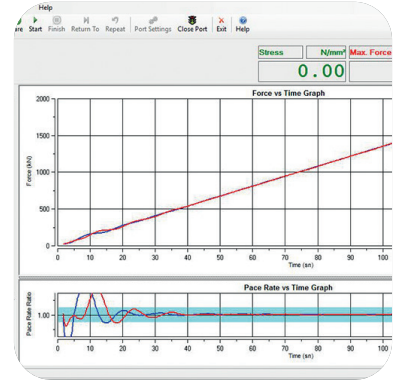 Help
are Start Finish Return To Repeat Port Settings Close Port Exit Help
Stress N/mm² Max. Force
0.00
Force vs Time Graph
2000
1500
1000
500
0
Force (kN)
0 10 20 30 40 50 60 70 80 90 100
Time (sn)
Pace Rate vs Time Graph
1.00
Pace Rate Ratio
0 10 20 30 40 50 60 70 80 90 100
Time (sn)